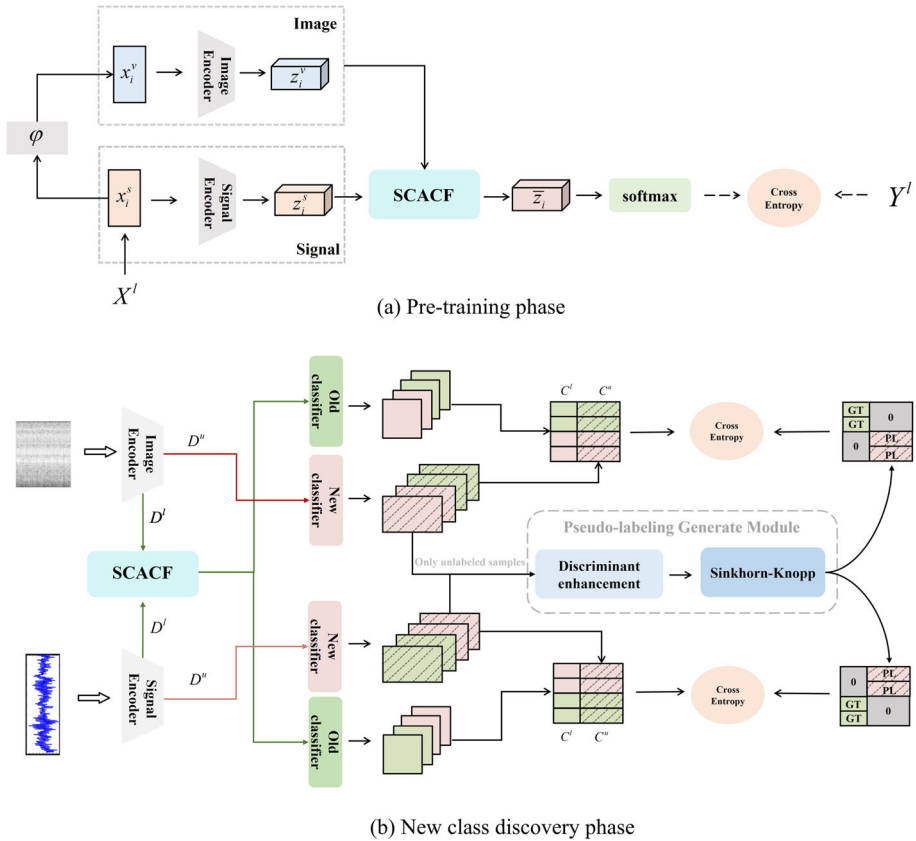 Image
x_i^v
Image Encoder
z_i^v
φ
x_i^s
Signal Encoder
z_i^s
Signal
X^l
SCACF
z̅_i
softmax
Cross Entropy
Y^l
(a) Pre-training phase
Image Encoder
D^u
D^l
SCACF
D^l
Signal Encoder
D^u
Old classifier
New classifier
New classifier
Old classifier
C^l C^u
Cross Entropy
GT 0
GT
0 PL
PL
Pseudo-labeling Generate Module
Only unlabeled samples
Discriminant enhancement
Sinkhorn-Knopp
C^l C^u
Cross Entropy
0 PL
PL
GT 0
GT
(b) New class discovery phase